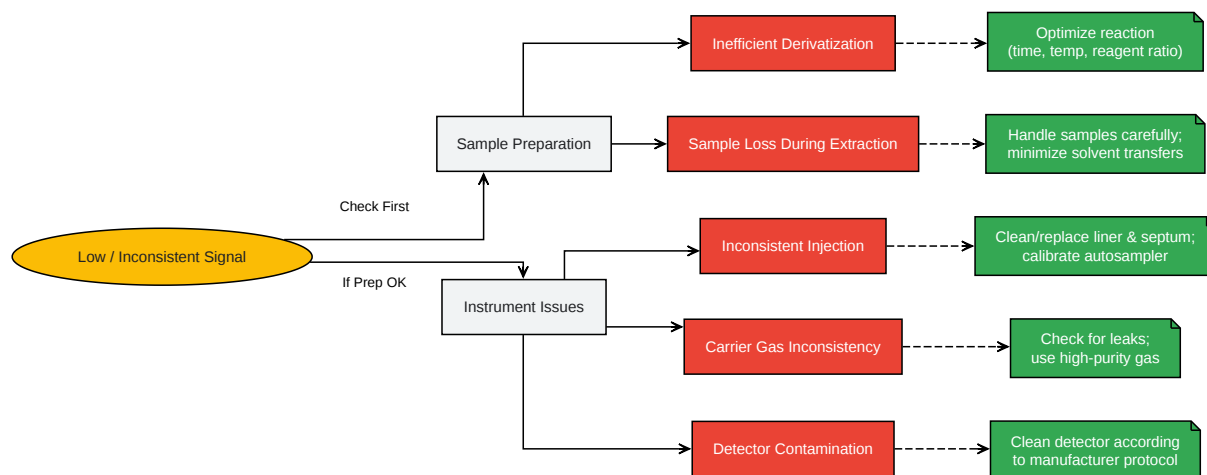 Low / Inconsistent Signal
Check First
If Prep OK
Sample Preparation
Instrument Issues
Inefficient Derivatization
Optimize reaction
(time, temp, reagent ratio)
Sample Loss During Extraction
Handle samples carefully;
minimize solvent transfers
Inconsistent Injection
Clean/replace liner & septum;
calibrate autosampler
Carrier Gas Inconsistency
Check for leaks;
use high-purity gas
Detector Contamination
Clean detector according
to manufacturer protocol